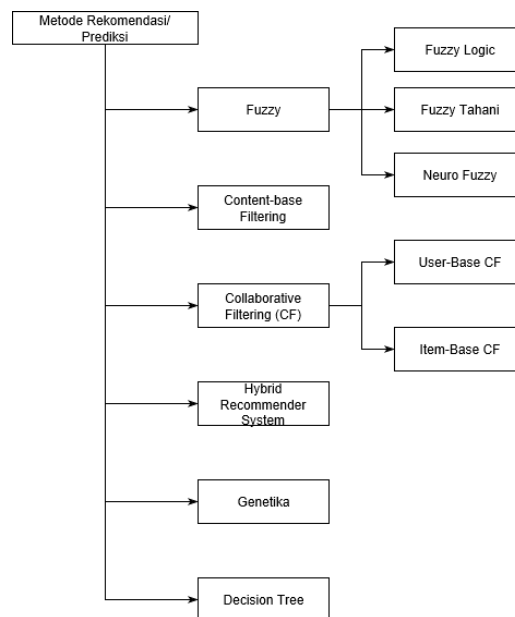 Metode Rekomendasi/
Prediksi
Fuzzy
Fuzzy Logic
Fuzzy Tahani
Neuro Fuzzy
Content-base
Filtering
Collaborative
Filtering (CF)
User-Base CF
Item-Base CF
Hybrid
Recommender
System
Genetika
Decision Tree